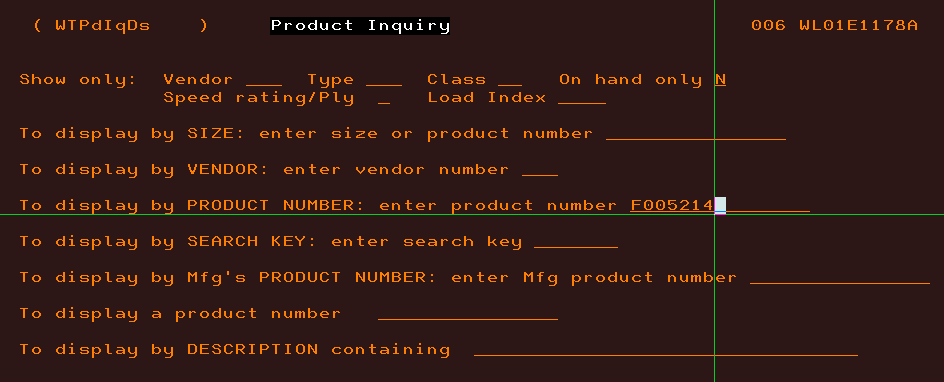 ( WTPdIqDs ) Product Inquiry 006 WL01E1178A
Show only: Vendor ___ Type ___ Class __ On hand only N
Speed rating/Ply _ Load Index ____
To display by SIZE: enter size or product number _______________
To display by VENDOR: enter vendor number ___
To display by PRODUCT NUMBER: enter product number F005214________
To display by SEARCH KEY: enter search key _______
To display by Mfg's PRODUCT NUMBER: enter Mfg product number _______________
To display a product number _______________
To display by DESCRIPTION containing ________________________________